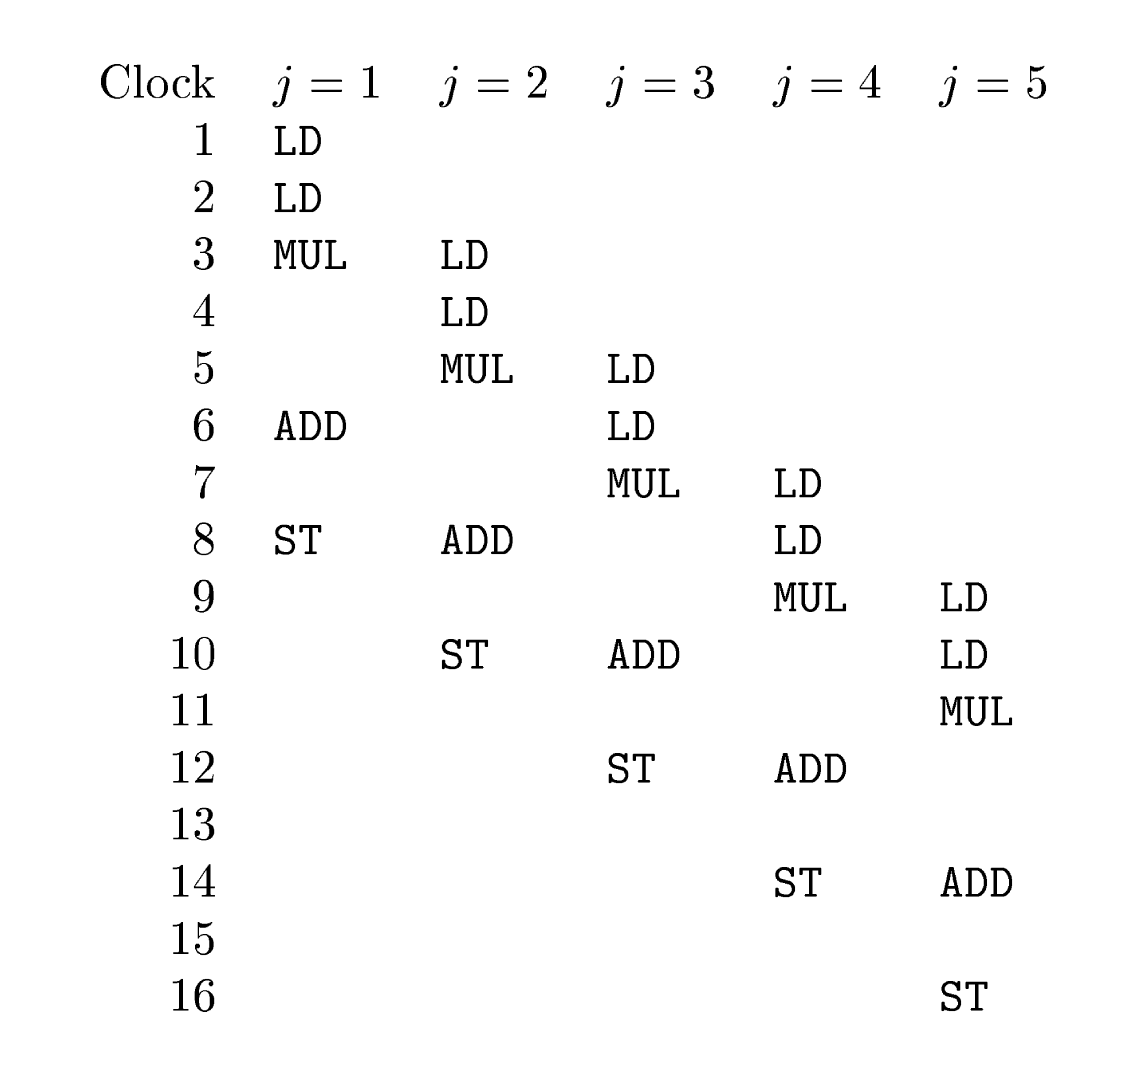 Clock j = 1 j = 2 j = 3 j = 4 j = 5
1 LD
2 LD
3 MUL LD
4 LD
5 MUL LD
6 ADD LD
7 MUL LD
8 ST ADD LD
9 MUL LD
10 ST ADD LD
11 MUL
12 ST ADD
13
14 ST ADD
15
16 ST